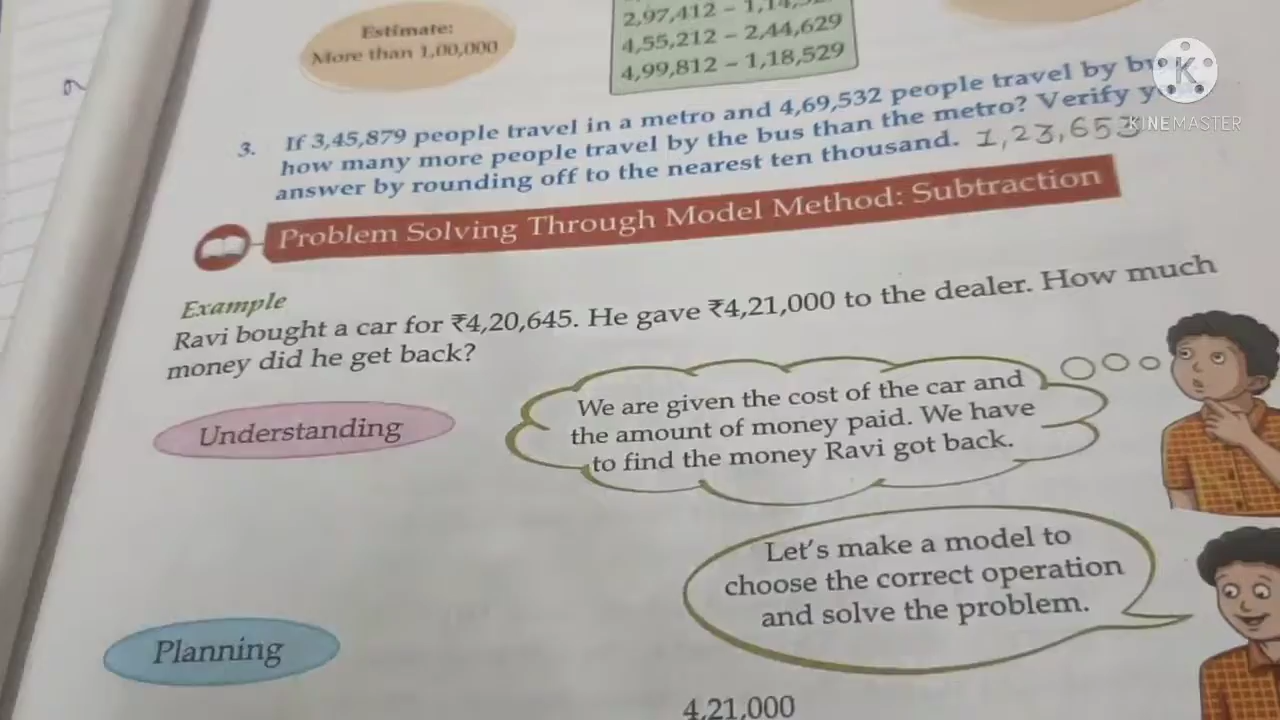 Estimate:
More than 1,00,000
2,97,412 –
4,55,212 – 2,44,629
4,99,812 – 1,18,529
3. If 3,45,879 people travel in a metro and 4,69,532 people travel by
how many more people travel by the bus than the metro? Verify
answer by rounding off to the nearest ten thousand. 1,23,653
K
KINEMASTER
Problem Solving Through Model Method: Subtraction
Example
Ravi bought a car for ₹4,20,645. He gave ₹4,21,000 to the dealer. How much
money did he get back?
Understanding
We are given the cost of the car and
the amount of money paid. We have
to find the money Ravi got back.
Let's make a model to
choose the correct operation
and solve the problem.
Planning
4,21,000